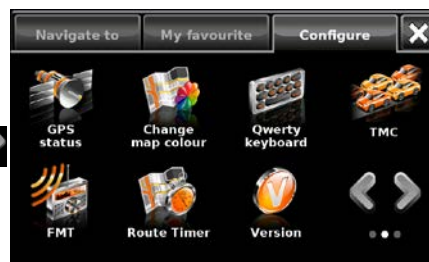 Navigate to My favourite Configure X
GPS
status
Change
map colour
Qwerty
keyboard
TMC
FMT
Route Timer
Version